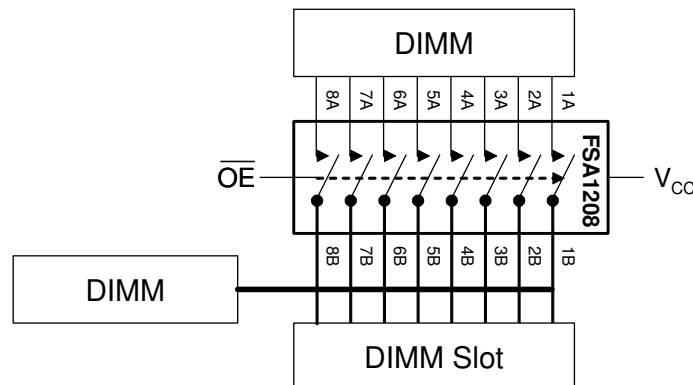 DIMM
8A 7A 6A 5A 4A 3A 2A 1A
FSA1208
OE
VCC
8B 7B 6B 5B 4B 3B 2B 1B
DIMM
DIMM Slot